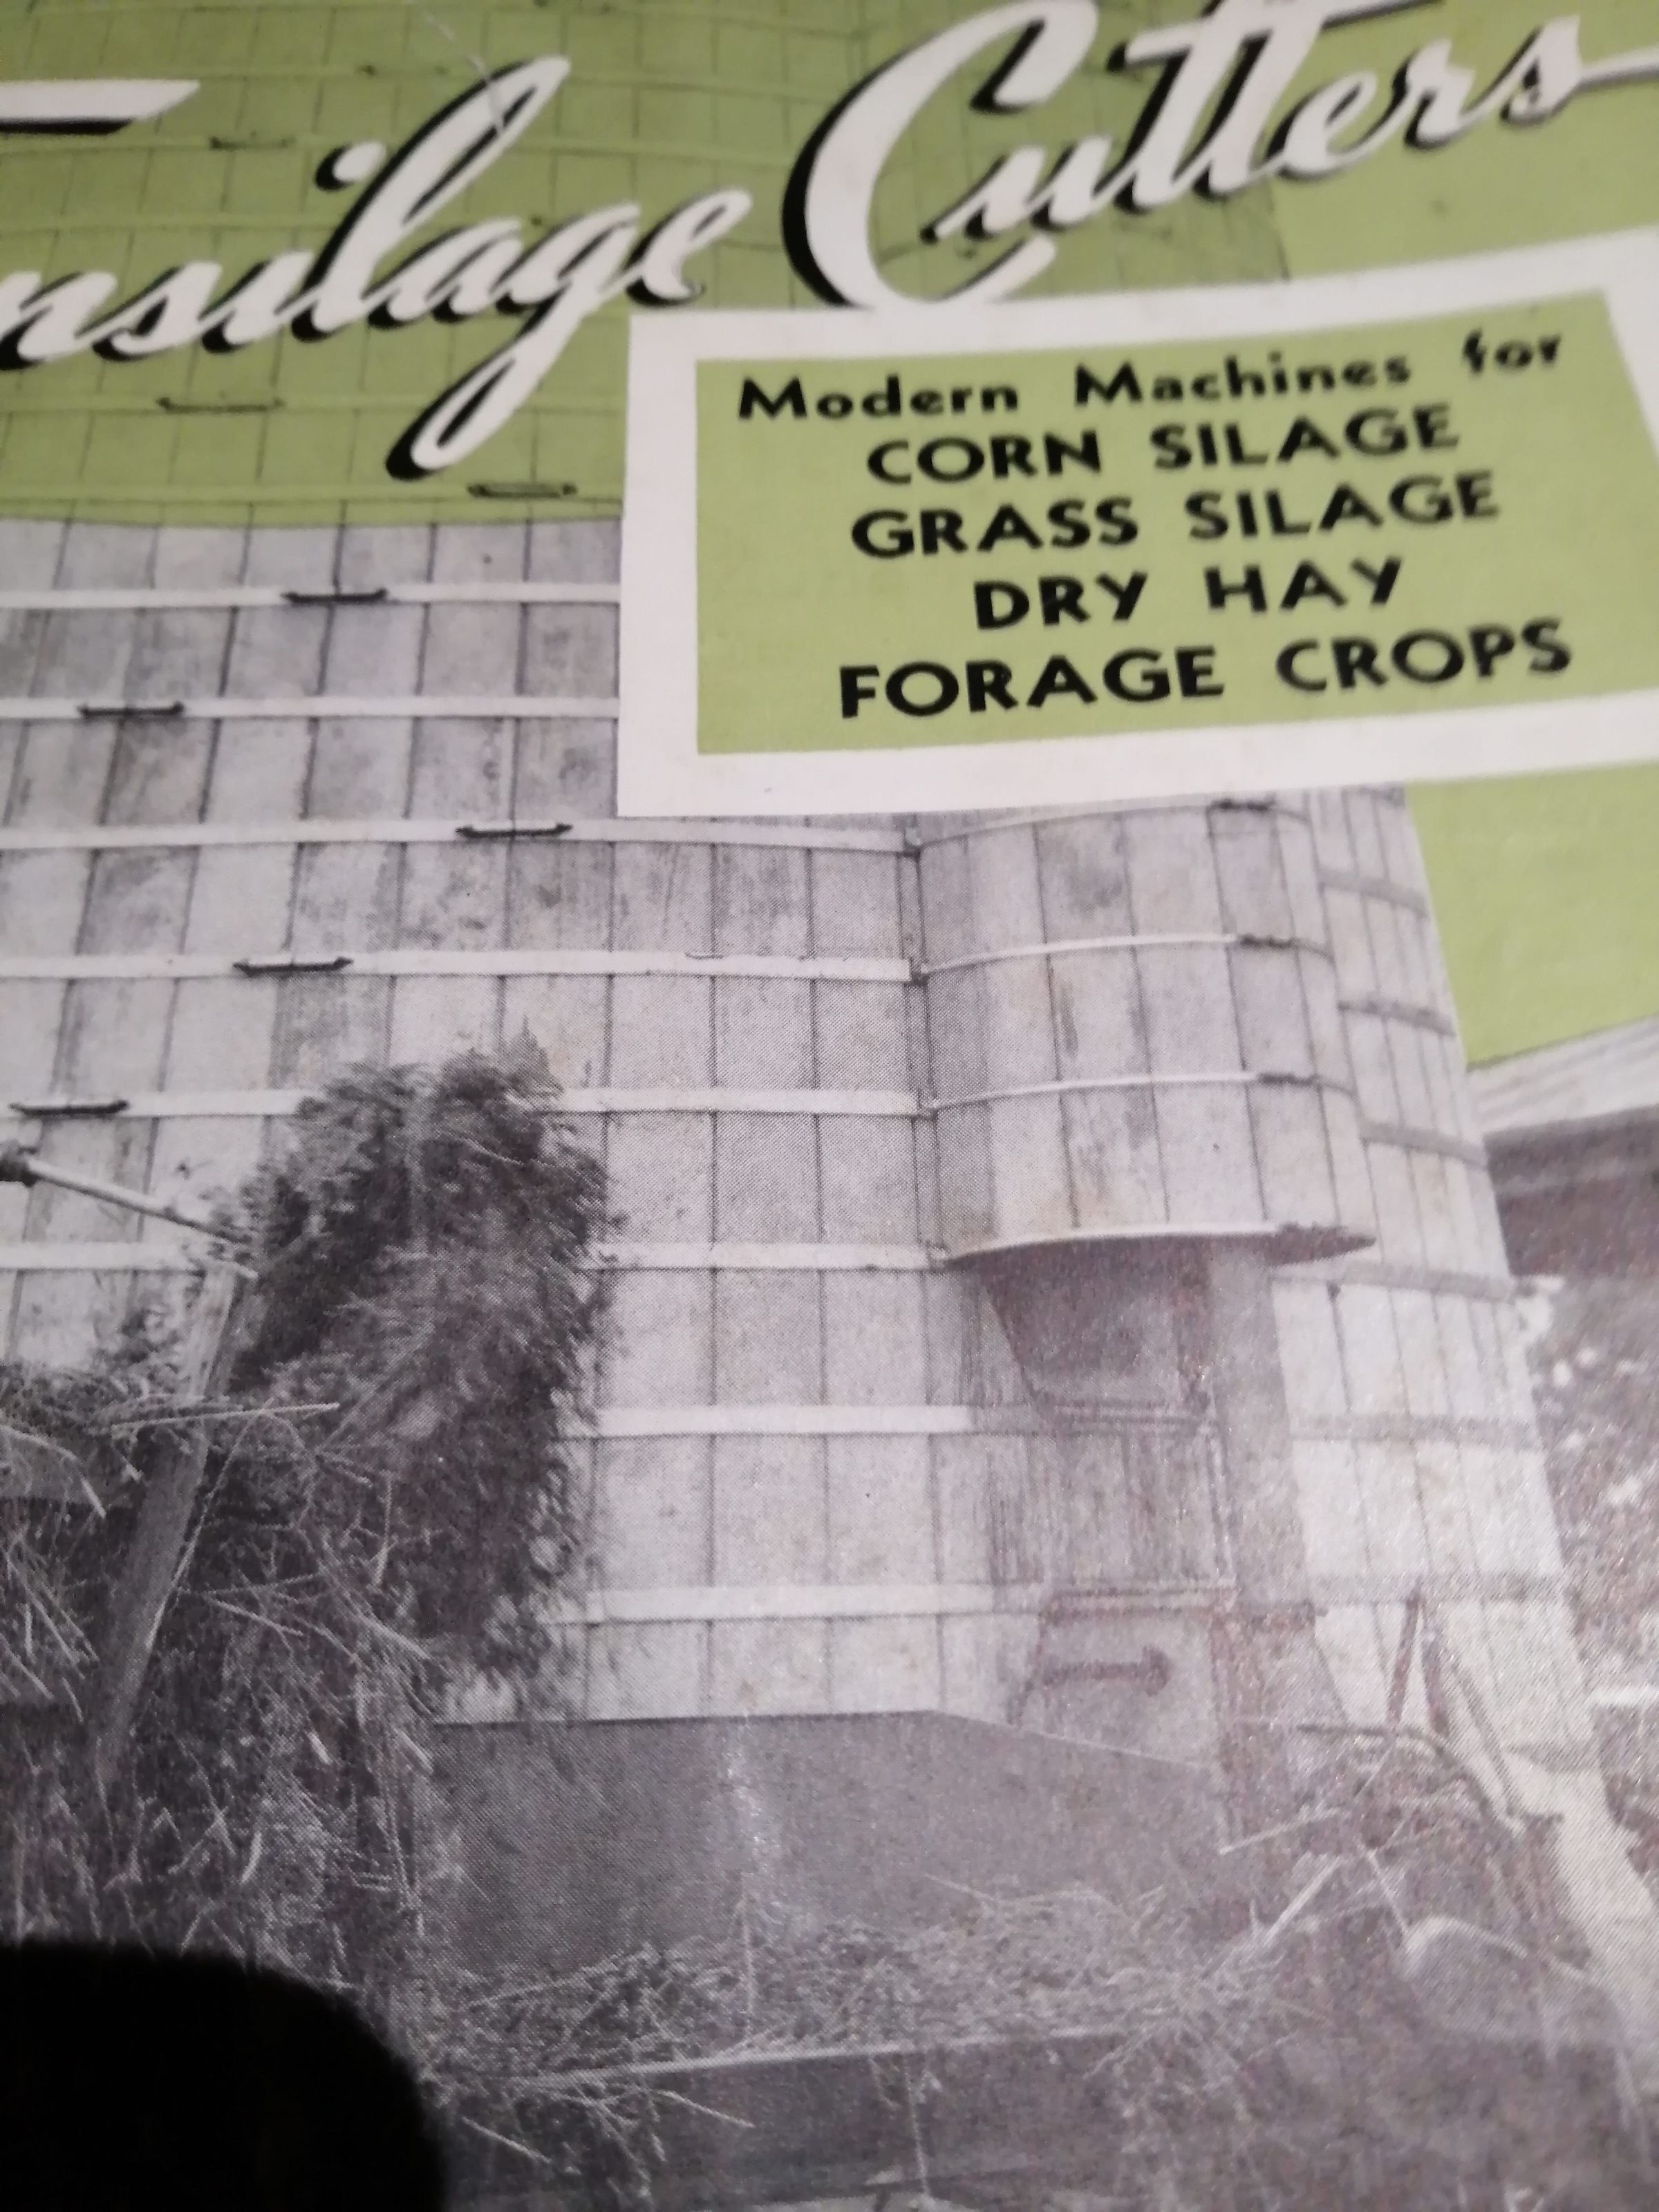 nsilage Cutters
Modern Machines for
CORN SILAGE
GRASS SILAGE
DRY HAY
FORAGE CROPS